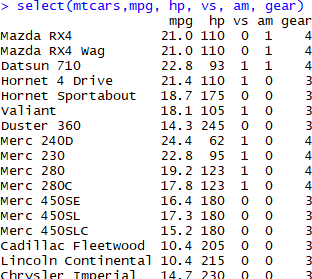 > select(mtcars,mpg, hp, vs, am, gear)
mpg hp vs am gear
Mazda RX4 21.0 110 0 1 4
Mazda RX4 Wag 21.0 110 0 1 4
Datsun 710 22.8 93 1 1 4
Hornet 4 Drive 21.4 110 1 0 3
Hornet Sportabout 18.7 175 0 0 3
Valiant 18.1 105 1 0 3
Duster 360 14.3 245 0 0 3
Merc 240D 24.4 62 1 0 4
Merc 230 22.8 95 1 0 4
Merc 280 19.2 123 1 0 4
Merc 280C 17.8 123 1 0 4
Merc 450SE 16.4 180 0 0 3
Merc 450SL 17.3 180 0 0 3
Merc 450SLC 15.2 180 0 0 3
Cadillac Fleetwood 10.4 205 0 0 3
Lincoln Continental 10.4 215 0 0 3
Chrysler Imperial 14.7 230 0 0 3